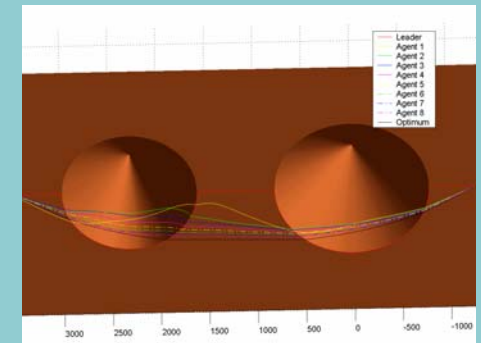 Leader
Agent 1
Agent 2
Agent 3
Agent 4
Agent 5
Agent 6
Agent 7
Agent 8
Optimum
3000 2500 2000 1500 1000 500 0 -500 -1000